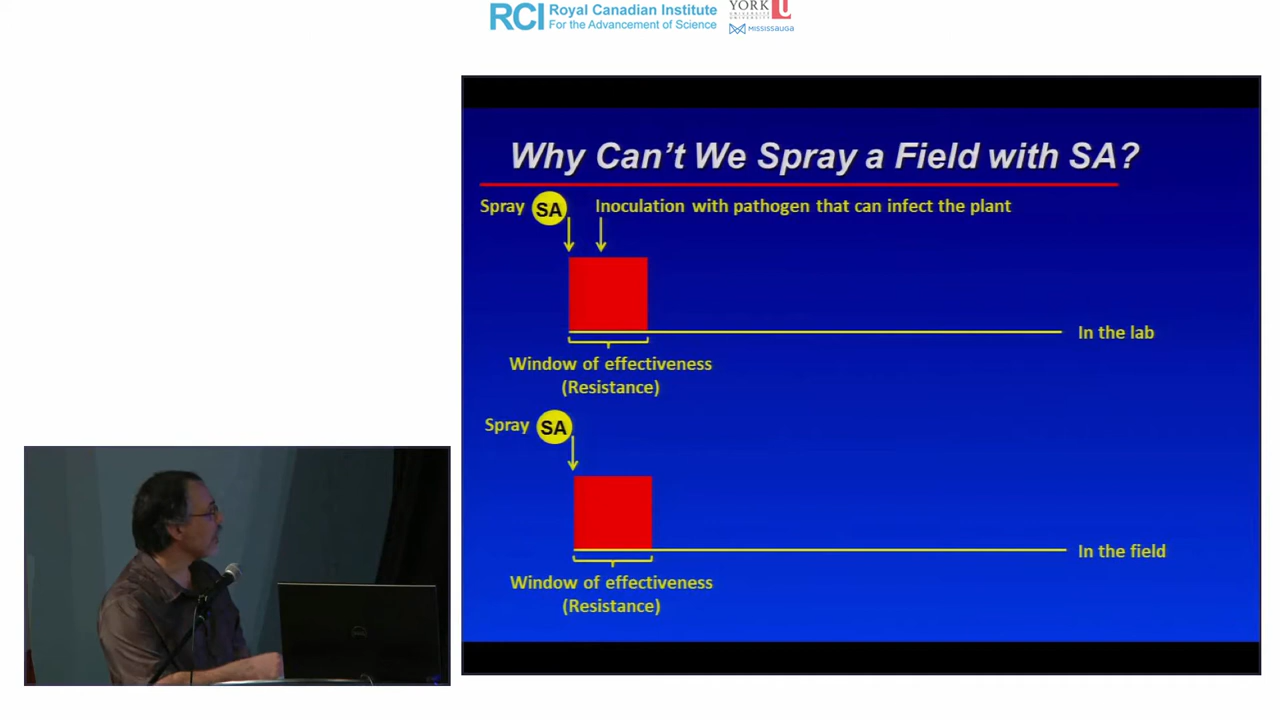 RCI Royal Canadian Institute
For the Advancement of Science
YORK U
UNIVERSITÉ
UNIVERSITY
MISSISSAUGA
Why Can't We Spray a Field with SA?
Spray SA Inoculation with pathogen that can infect the plant
In the lab
Window of effectiveness
(Resistance)
Spray SA
In the field
Window of effectiveness
(Resistance)